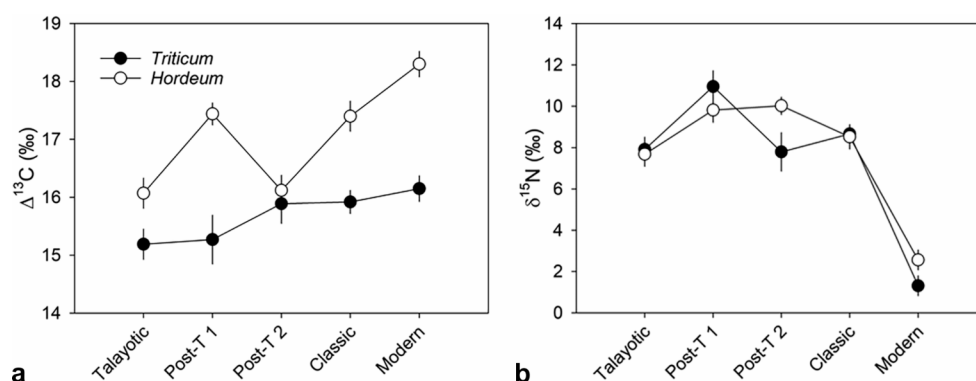 19
18
17
16
15
14
Δ13C (‰)
Triticum
Hordeum
Talayotic
Post-T 1
Post-T 2
Classic
Modern
a
14
12
10
8
6
4
2
0
δ15N (‰)
Talayotic
Post-T 1
Post-T 2
Classic
Modern
b